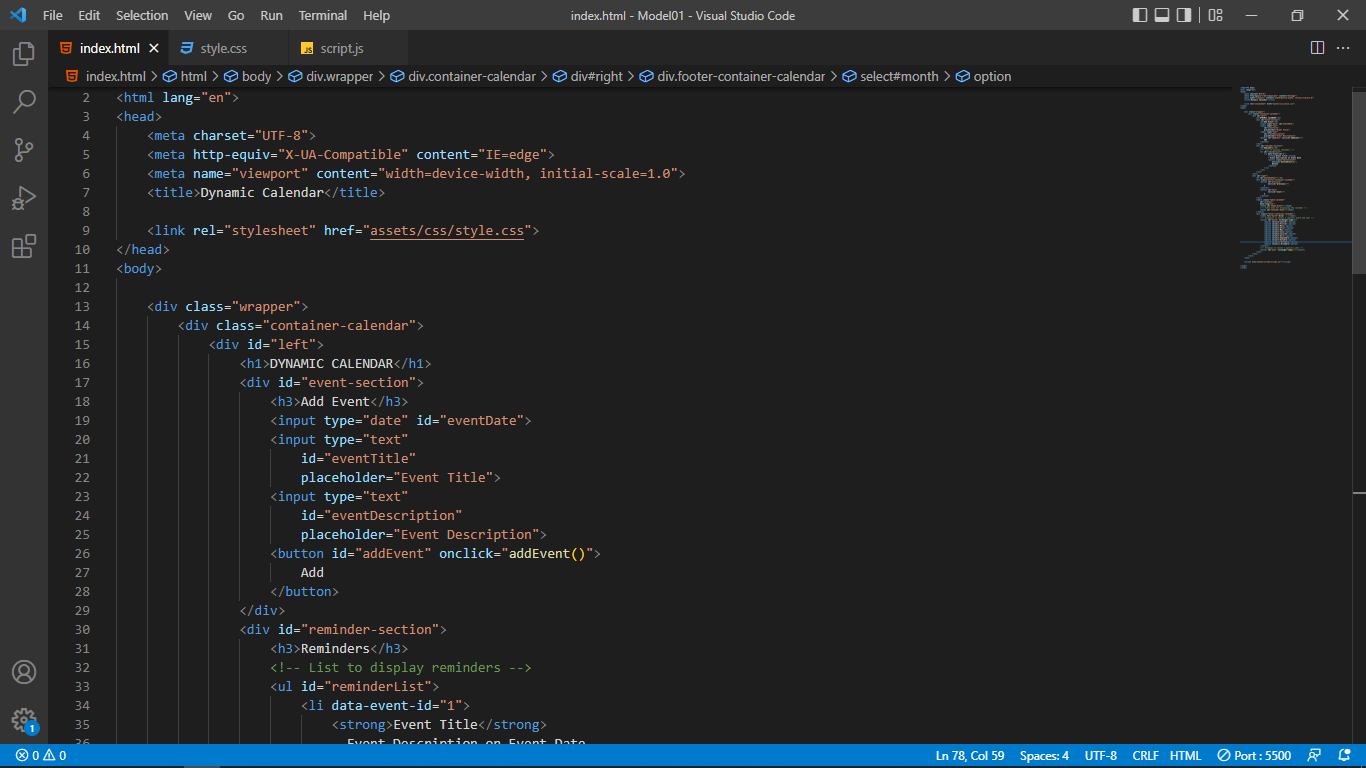 File Edit Selection View Go Run Terminal Help index.html - Model01 - Visual Studio Code
index.html style.css JS script.js
index.html > html > body > div.wrapper > div.container-calendar > div#right > div.footer-container-calendar > select#month > option
2 <html lang="en">
3 <head>
4 <meta charset="UTF-8">
5 <meta http-equiv="X-UA-Compatible" content="IE=edge">
6 <meta name="viewport" content="width=device-width, initial-scale=1.0">
7 <title>Dynamic Calendar</title>
8
9 <link rel="stylesheet" href="assets/css/style.css">
10 </head>
11 <body>
12
13 <div class="wrapper">
14 <div class="container-calendar">
15 <div id="left">
16 <h1>DYNAMIC CALENDAR</h1>
17 <div id="event-section">
18 <h3>Add Event</h3>
19 <input type="date" id="eventDate">
20 <input type="text"
21 id="eventTitle"
22 placeholder="Event Title">
23 <input type="text"
24 id="eventDescription"
25 placeholder="Event Description">
26 <button id="addEvent" onclick="addEvent()">
27 Add
28 </button>
29 </div>
30 <div id="reminder-section">
31 <h3>Reminders</h3>
32 <!-- List to display reminders -->
33 <ul id="reminderList">
34 <li data-event-id="1">
35 <strong>Event Title</strong>
36 Event Description on Event Date
1
0 0 Ln 78, Col 59 Spaces: 4 UTF-8 CRLF HTML Port : 5500